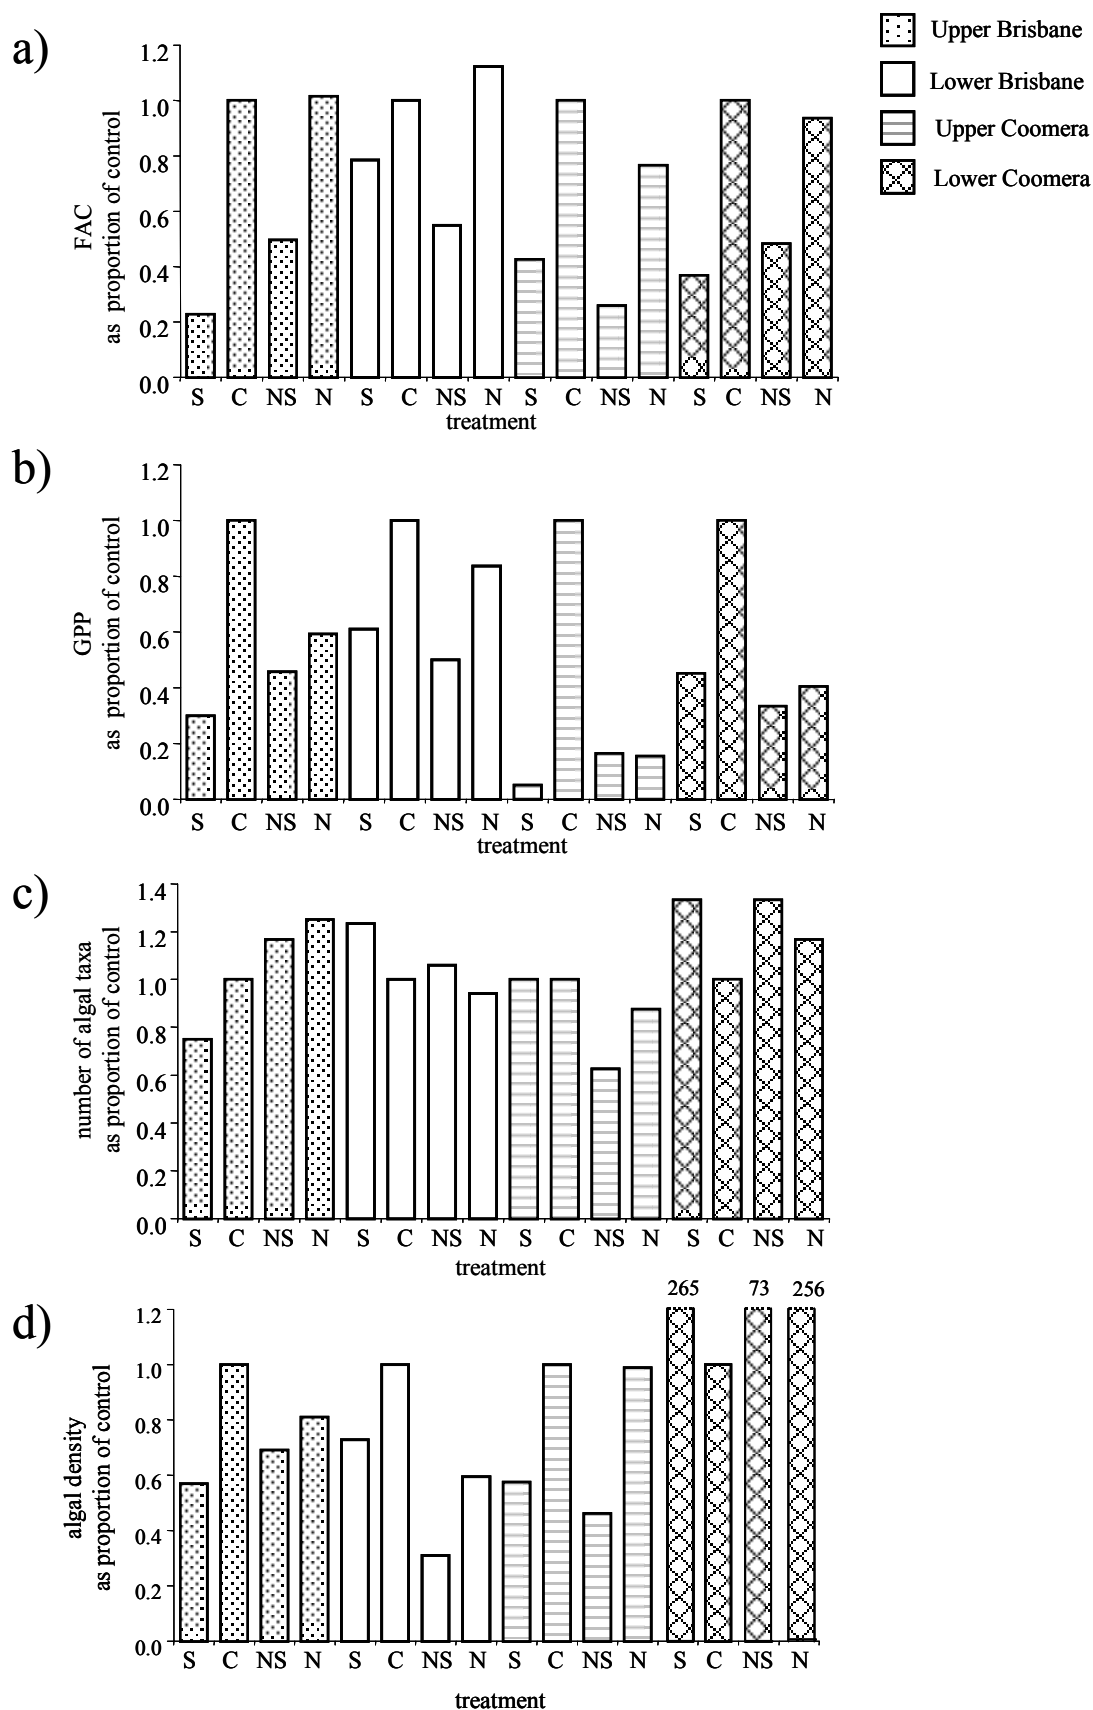 Upper Brisbane
Lower Brisbane
Upper Coomera
Lower Coomera
a)
FAC
as proportion of control
1.2
1.0
0.8
0.6
0.4
0.2
0.0
S C NS N S C NS N S C NS N S C NS N
treatment
b)
GPP
as proportion of control
1.2
1.0
0.8
0.6
0.4
0.2
0.0
S C NS N S C NS N S C NS N S C NS N
treatment
c)
number of algal taxa
as proportion of control
1.4
1.2
1.0
0.8
0.6
0.4
0.2
0.0
S C NS N S C NS N S C NS N S C NS N
treatment
d)
algal density
as proportion of control
265 73 256
1.2
1.0
0.8
0.6
0.4
0.2
0.0
S C NS N S C NS N S C NS N S C NS N
treatment